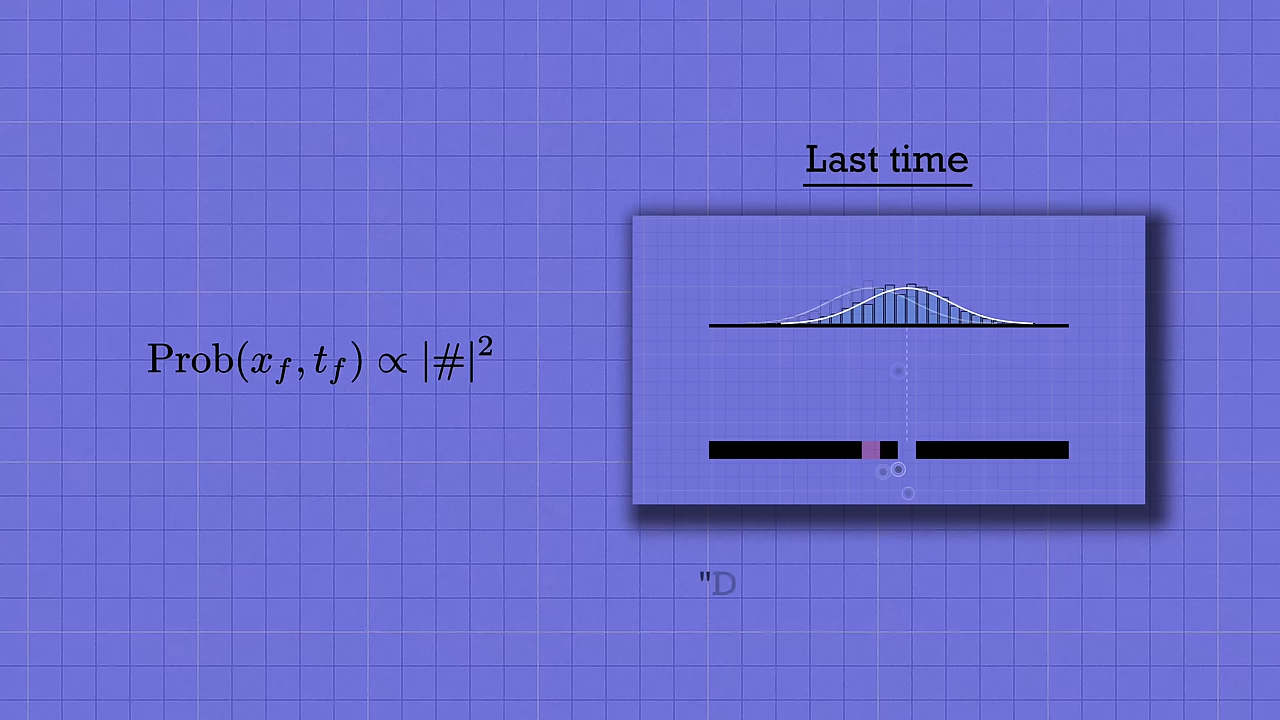 Last time
Prob(x_f, t_f) ∝ |#|²
"D